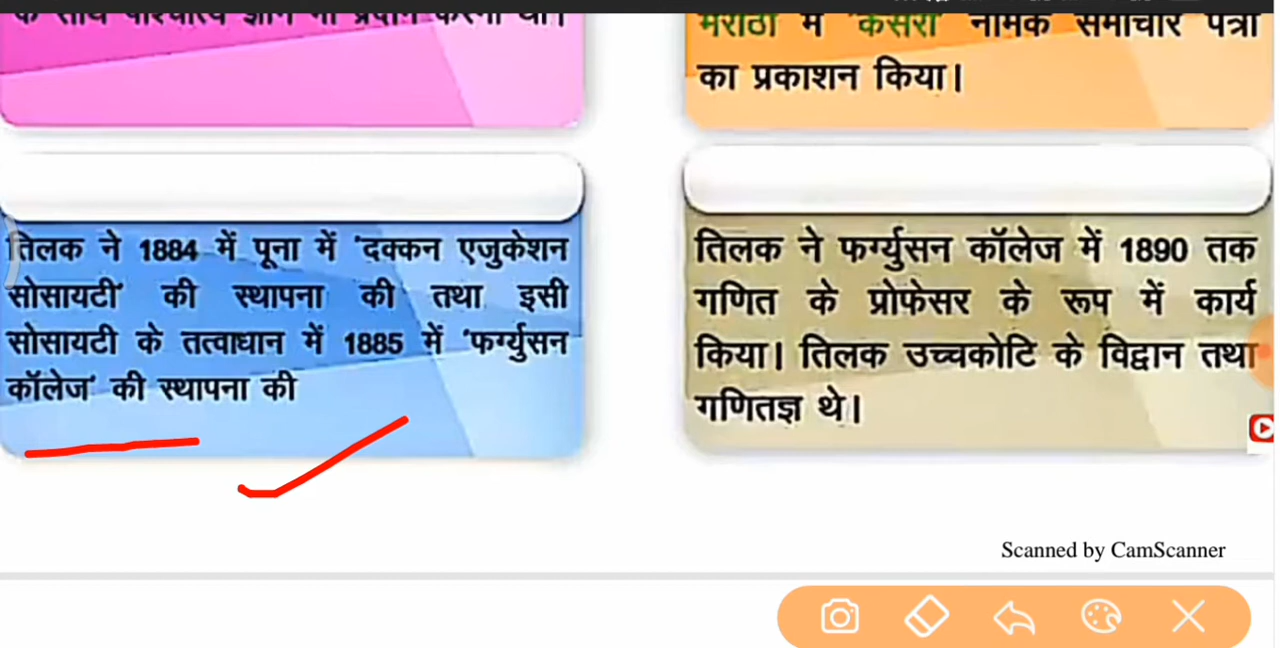 के साथ पाश्चात्य ज्ञान भी प्रदान करना था।
मराठी में 'केसरी' नामक समाचार पत्रों
का प्रकाशन किया।
तिलक ने 1884 में पूना में 'दक्कन एजुकेशन
सोसायटी' की स्थापना की तथा इसी
सोसायटी के तत्वाधान में 1885 में 'फर्ग्युसन
कॉलेज' की स्थापना की
तिलक ने फर्ग्युसन कॉलेज में 1890 तक
गणित के प्रोफेसर के रूप में कार्य
किया। तिलक उच्चकोटि के विद्वान तथा
गणितज्ञ थे।
Scanned by CamScanner